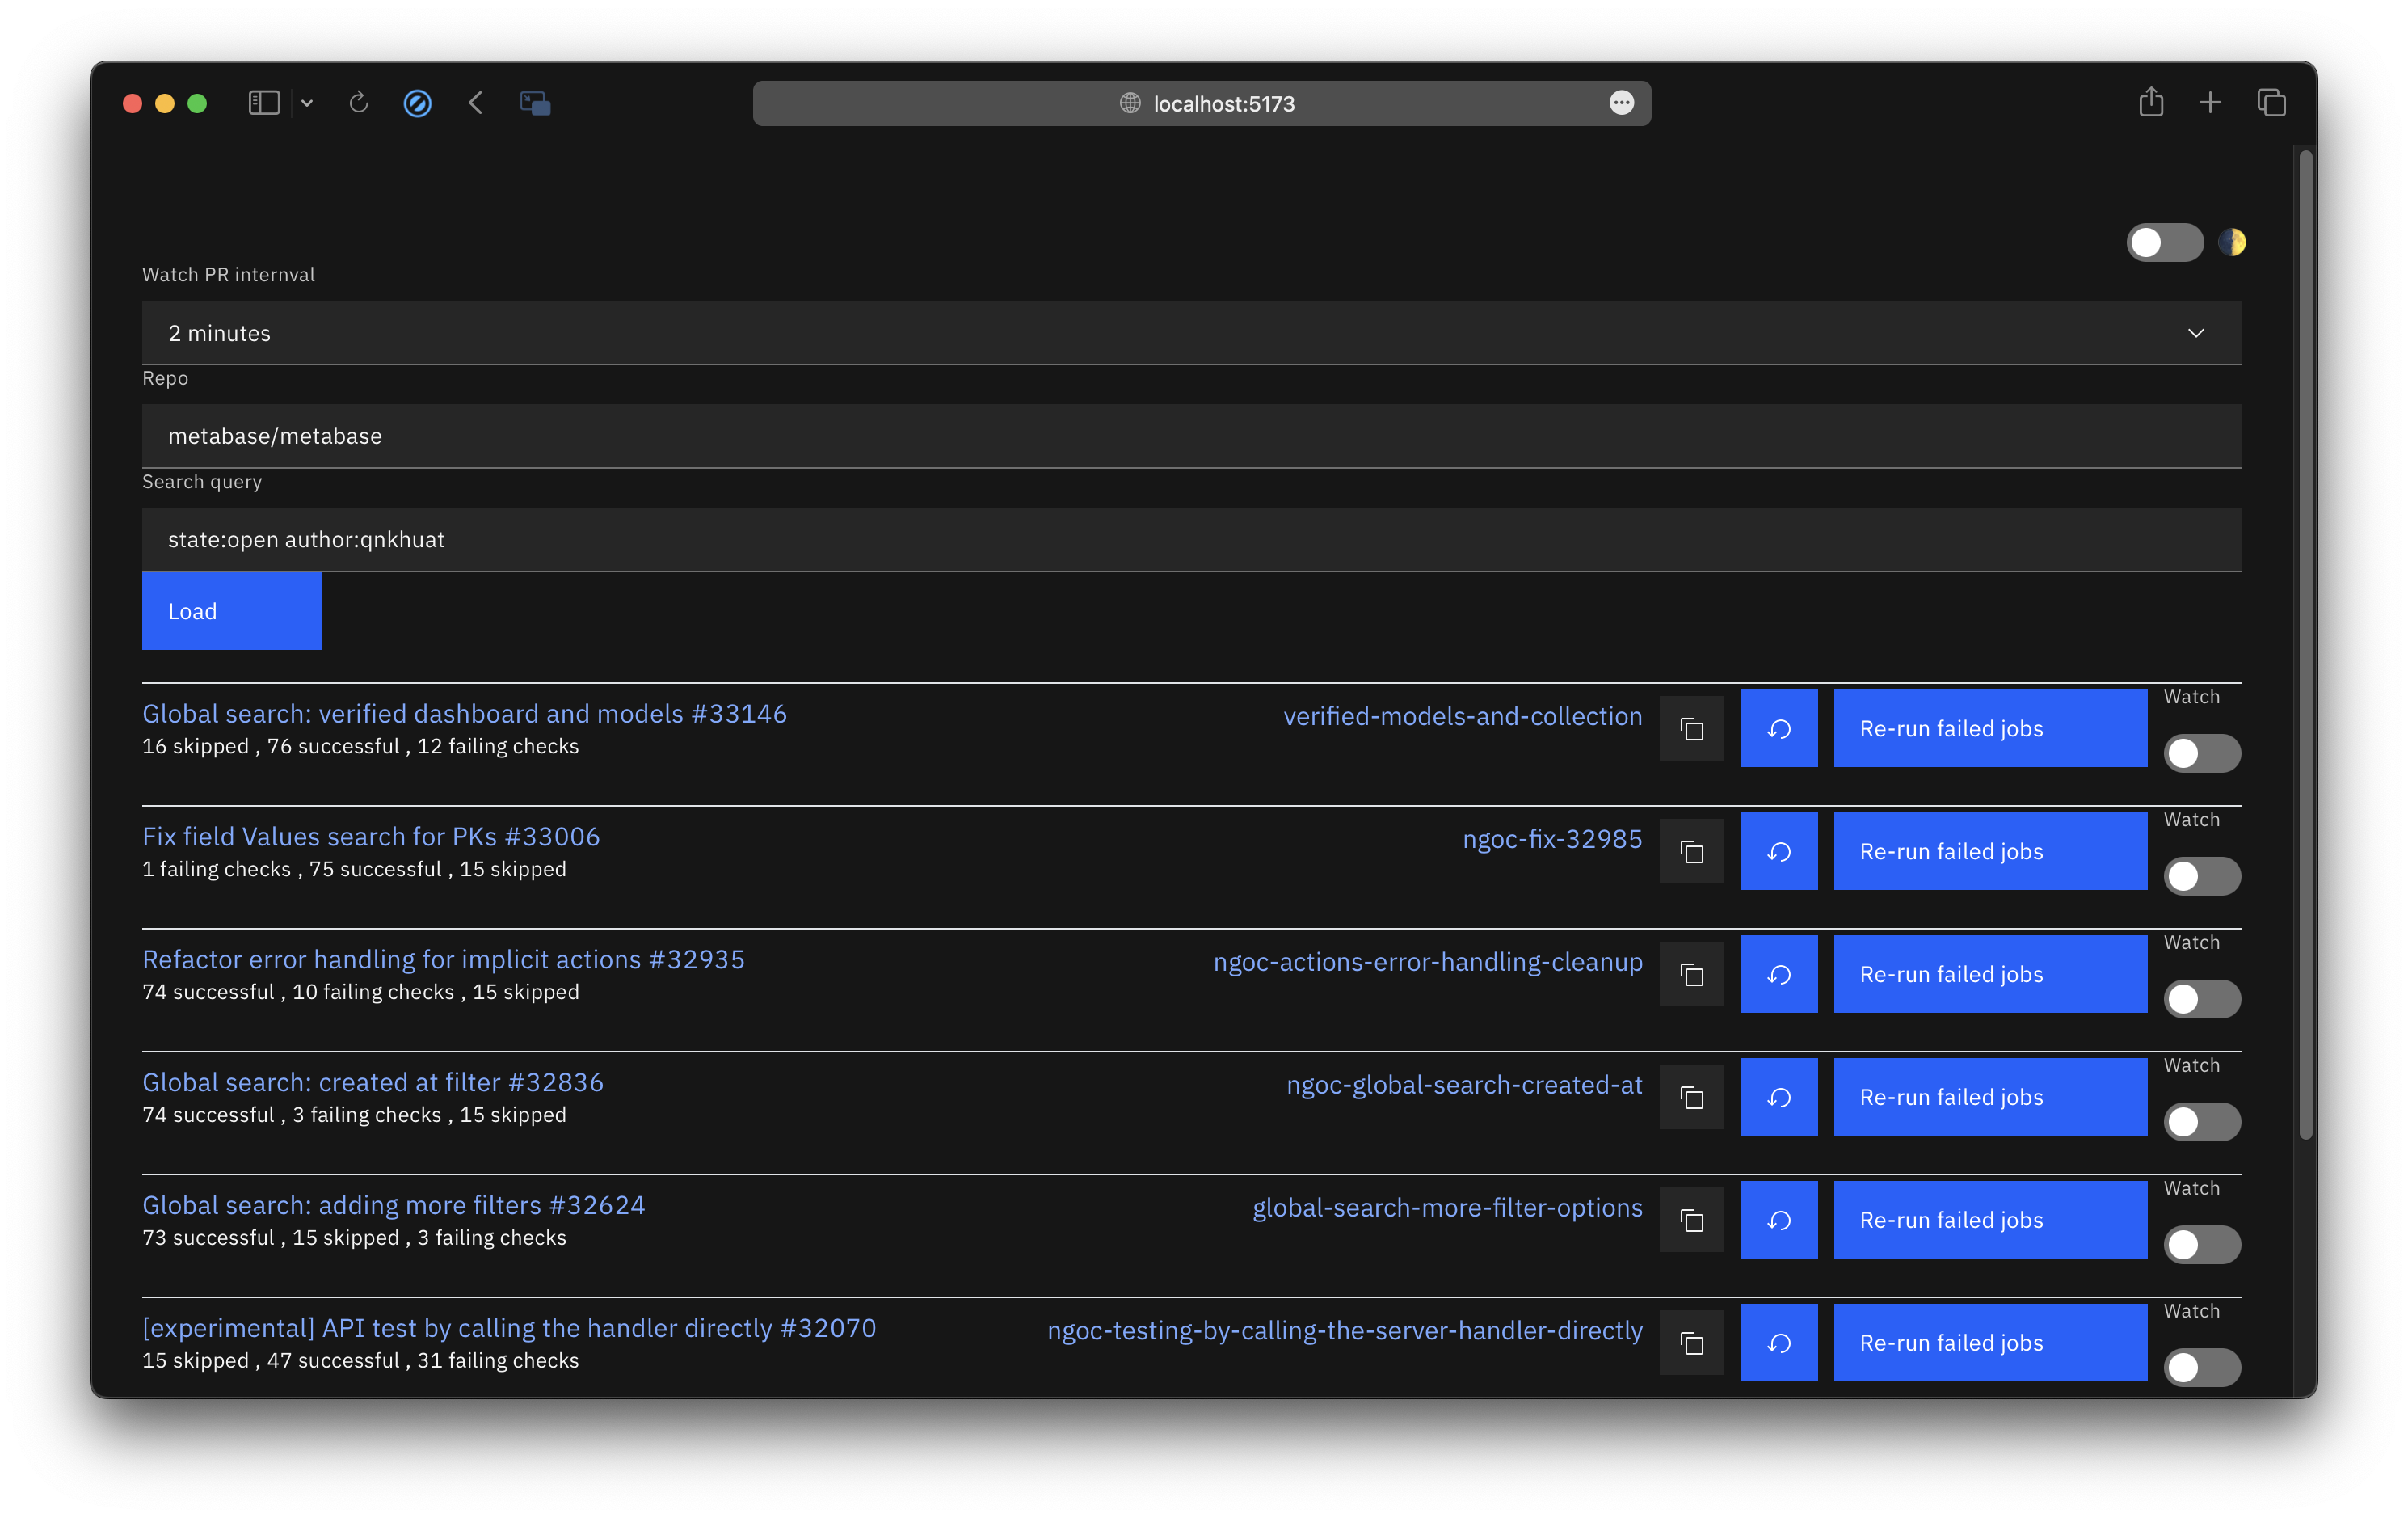 localhost:5173
Watch PR internval
2 minutes
Repo
metabase/metabase
Search query
state:open author:qnkhuat
Load
Global search: verified dashboard and models #33146
16 skipped , 76 successful , 12 failing checks
verified-models-and-collection
Re-run failed jobs
Watch
Fix field Values search for PKs #33006
1 failing checks , 75 successful , 15 skipped
ngoc-fix-32985
Re-run failed jobs
Watch
Refactor error handling for implicit actions #32935
74 successful , 10 failing checks , 15 skipped
ngoc-actions-error-handling-cleanup
Re-run failed jobs
Watch
Global search: created at filter #32836
74 successful , 3 failing checks , 15 skipped
ngoc-global-search-created-at
Re-run failed jobs
Watch
Global search: adding more filters #32624
73 successful , 15 skipped , 3 failing checks
global-search-more-filter-options
Re-run failed jobs
Watch
[experimental] API test by calling the handler directly #32070
15 skipped , 47 successful , 31 failing checks
ngoc-testing-by-calling-the-server-handler-directly
Re-run failed jobs
Watch